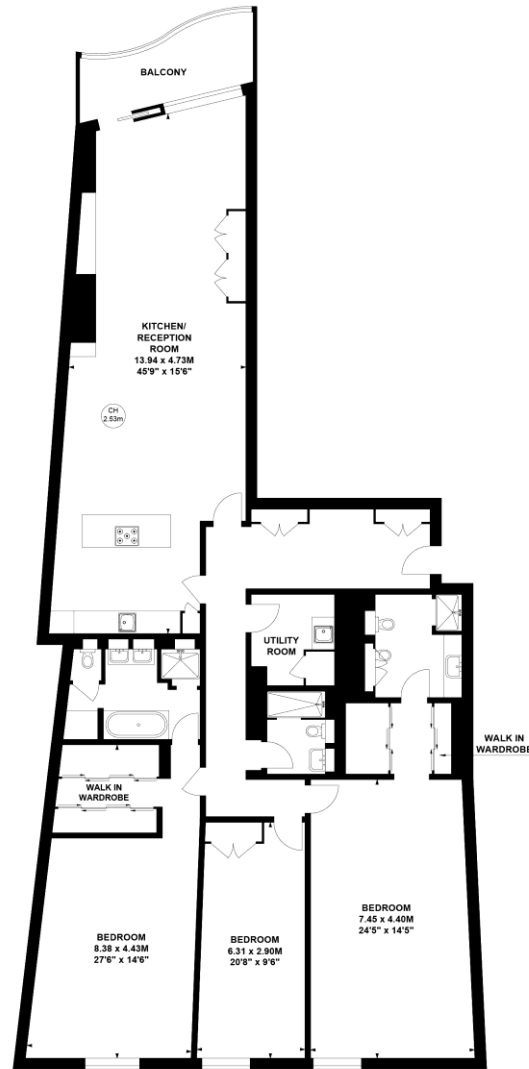 BALCONY
KITCHEN/
RECEPTION
ROOM
13.94 x 4.73M
45'9" x 15'6"
CH
2.53m
UTILITY
ROOM
WALK IN
WARDROBE
WALK IN
WARDROBE
BEDROOM
8.38 x 4.43M
27'6" x 14'6"
BEDROOM
6.31 x 2.90M
20'8" x 9'6"
BEDROOM
7.45 x 4.40M
24'5" x 14'5"